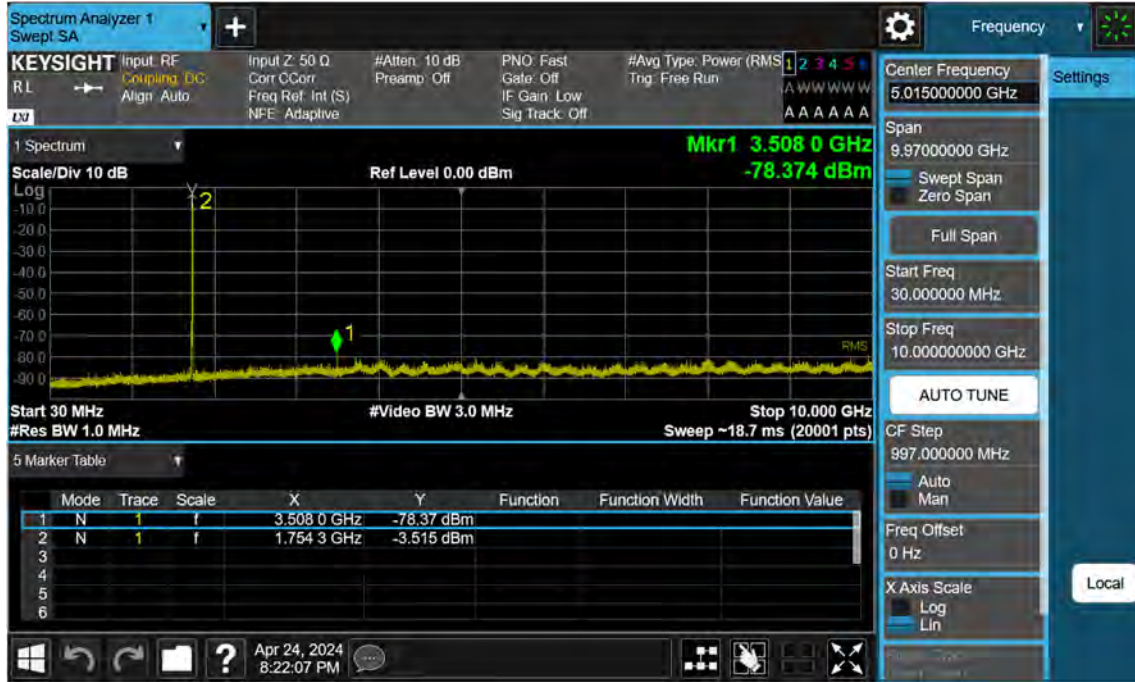 Spectrum Analyzer 1
Swept SA
+
Frequency
KEYSIGHT
Input: RF
Input Z: 50 Ω
#Atten: 10 dB
PNO: Fast
#Avg Type: Power (RMS
1 2 3 4 5 6
R L
Coupling: DC
Corr CCorr
Preamp: Off
Gate: Off
Trig: Free Run
Align: Auto
Freq Ref: Int (S)
IF Gain: Low
A W W W W W
LXI
NFE: Adaptive
Sig Track: Off
A A A A A A
1 Spectrum
Mkr1 3.508 0 GHz
Scale/Div 10 dB
Ref Level 0.00 dBm
-78.374 dBm
Log
2
-10.0
-20.0
-30.0
-40.0
-50.0
-60.0
-70.0
1
RMS
-80.0
-90.0
Start 30 MHz
#Video BW 3.0 MHz
Stop 10.000 GHz
#Res BW 1.0 MHz
Sweep ~18.7 ms (20001 pts)
5 Marker Table
Mode Trace Scale X Y Function Function Width Function Value
1 N 1 f 3.508 0 GHz -78.37 dBm
2 N 1 f 1.754 3 GHz -3.515 dBm
3
4
5
6
?
Apr 24, 2024
8:22:07 PM
Center Frequency
5.015000000 GHz
Settings
Span
9.97000000 GHz
Swept Span
Zero Span
Full Span
Start Freq
30.000000 MHz
Stop Freq
10.000000000 GHz
AUTO TUNE
CF Step
997.000000 MHz
Auto
Man
Freq Offset
0 Hz
X Axis Scale
Log
Lin
Local